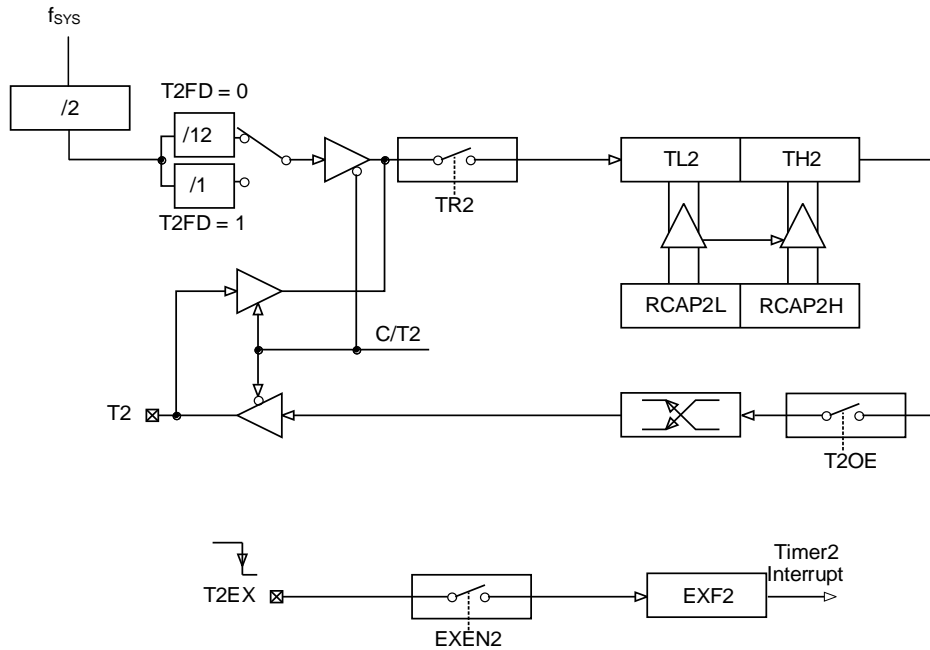 fSYS
/2
T2FD = 0
/12
/1
T2FD = 1
TR2
TL2
TH2
RCAP2L
RCAP2H
C/T2
T2
T2OE
T2EX
EXEN2
EXF2
Timer2
Interrupt